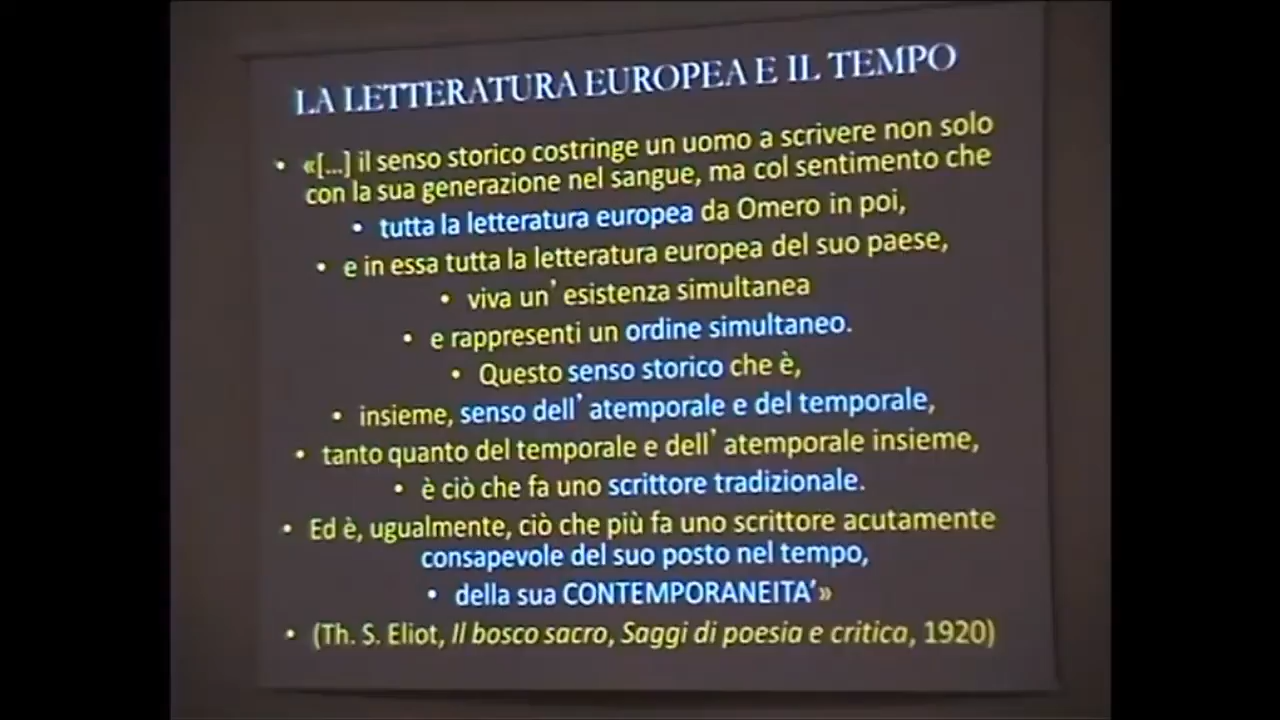 LA LETTERATURA EUROPEA E IL TEMPO
• «[...] il senso storico costringe un uomo a scrivere non solo
con la sua generazione nel sangue, ma col sentimento che
• tutta la letteratura europea da Omero in poi,
• e in essa tutta la letteratura europea del suo paese,
• viva un' esistenza simultanea
• e rappresenti un ordine simultaneo.
• Questo senso storico che è,
• insieme, senso dell' atemporale e del temporale,
• tanto quanto del temporale e dell' atemporale insieme,
• è ciò che fa uno scrittore tradizionale.
• Ed è, ugualmente, ciò che più fa uno scrittore acutamente
consapevole del suo posto nel tempo,
• della sua CONTEMPORANEITA'»
• (Th. S. Eliot, Il bosco sacro, Saggi di poesia e critica, 1920)